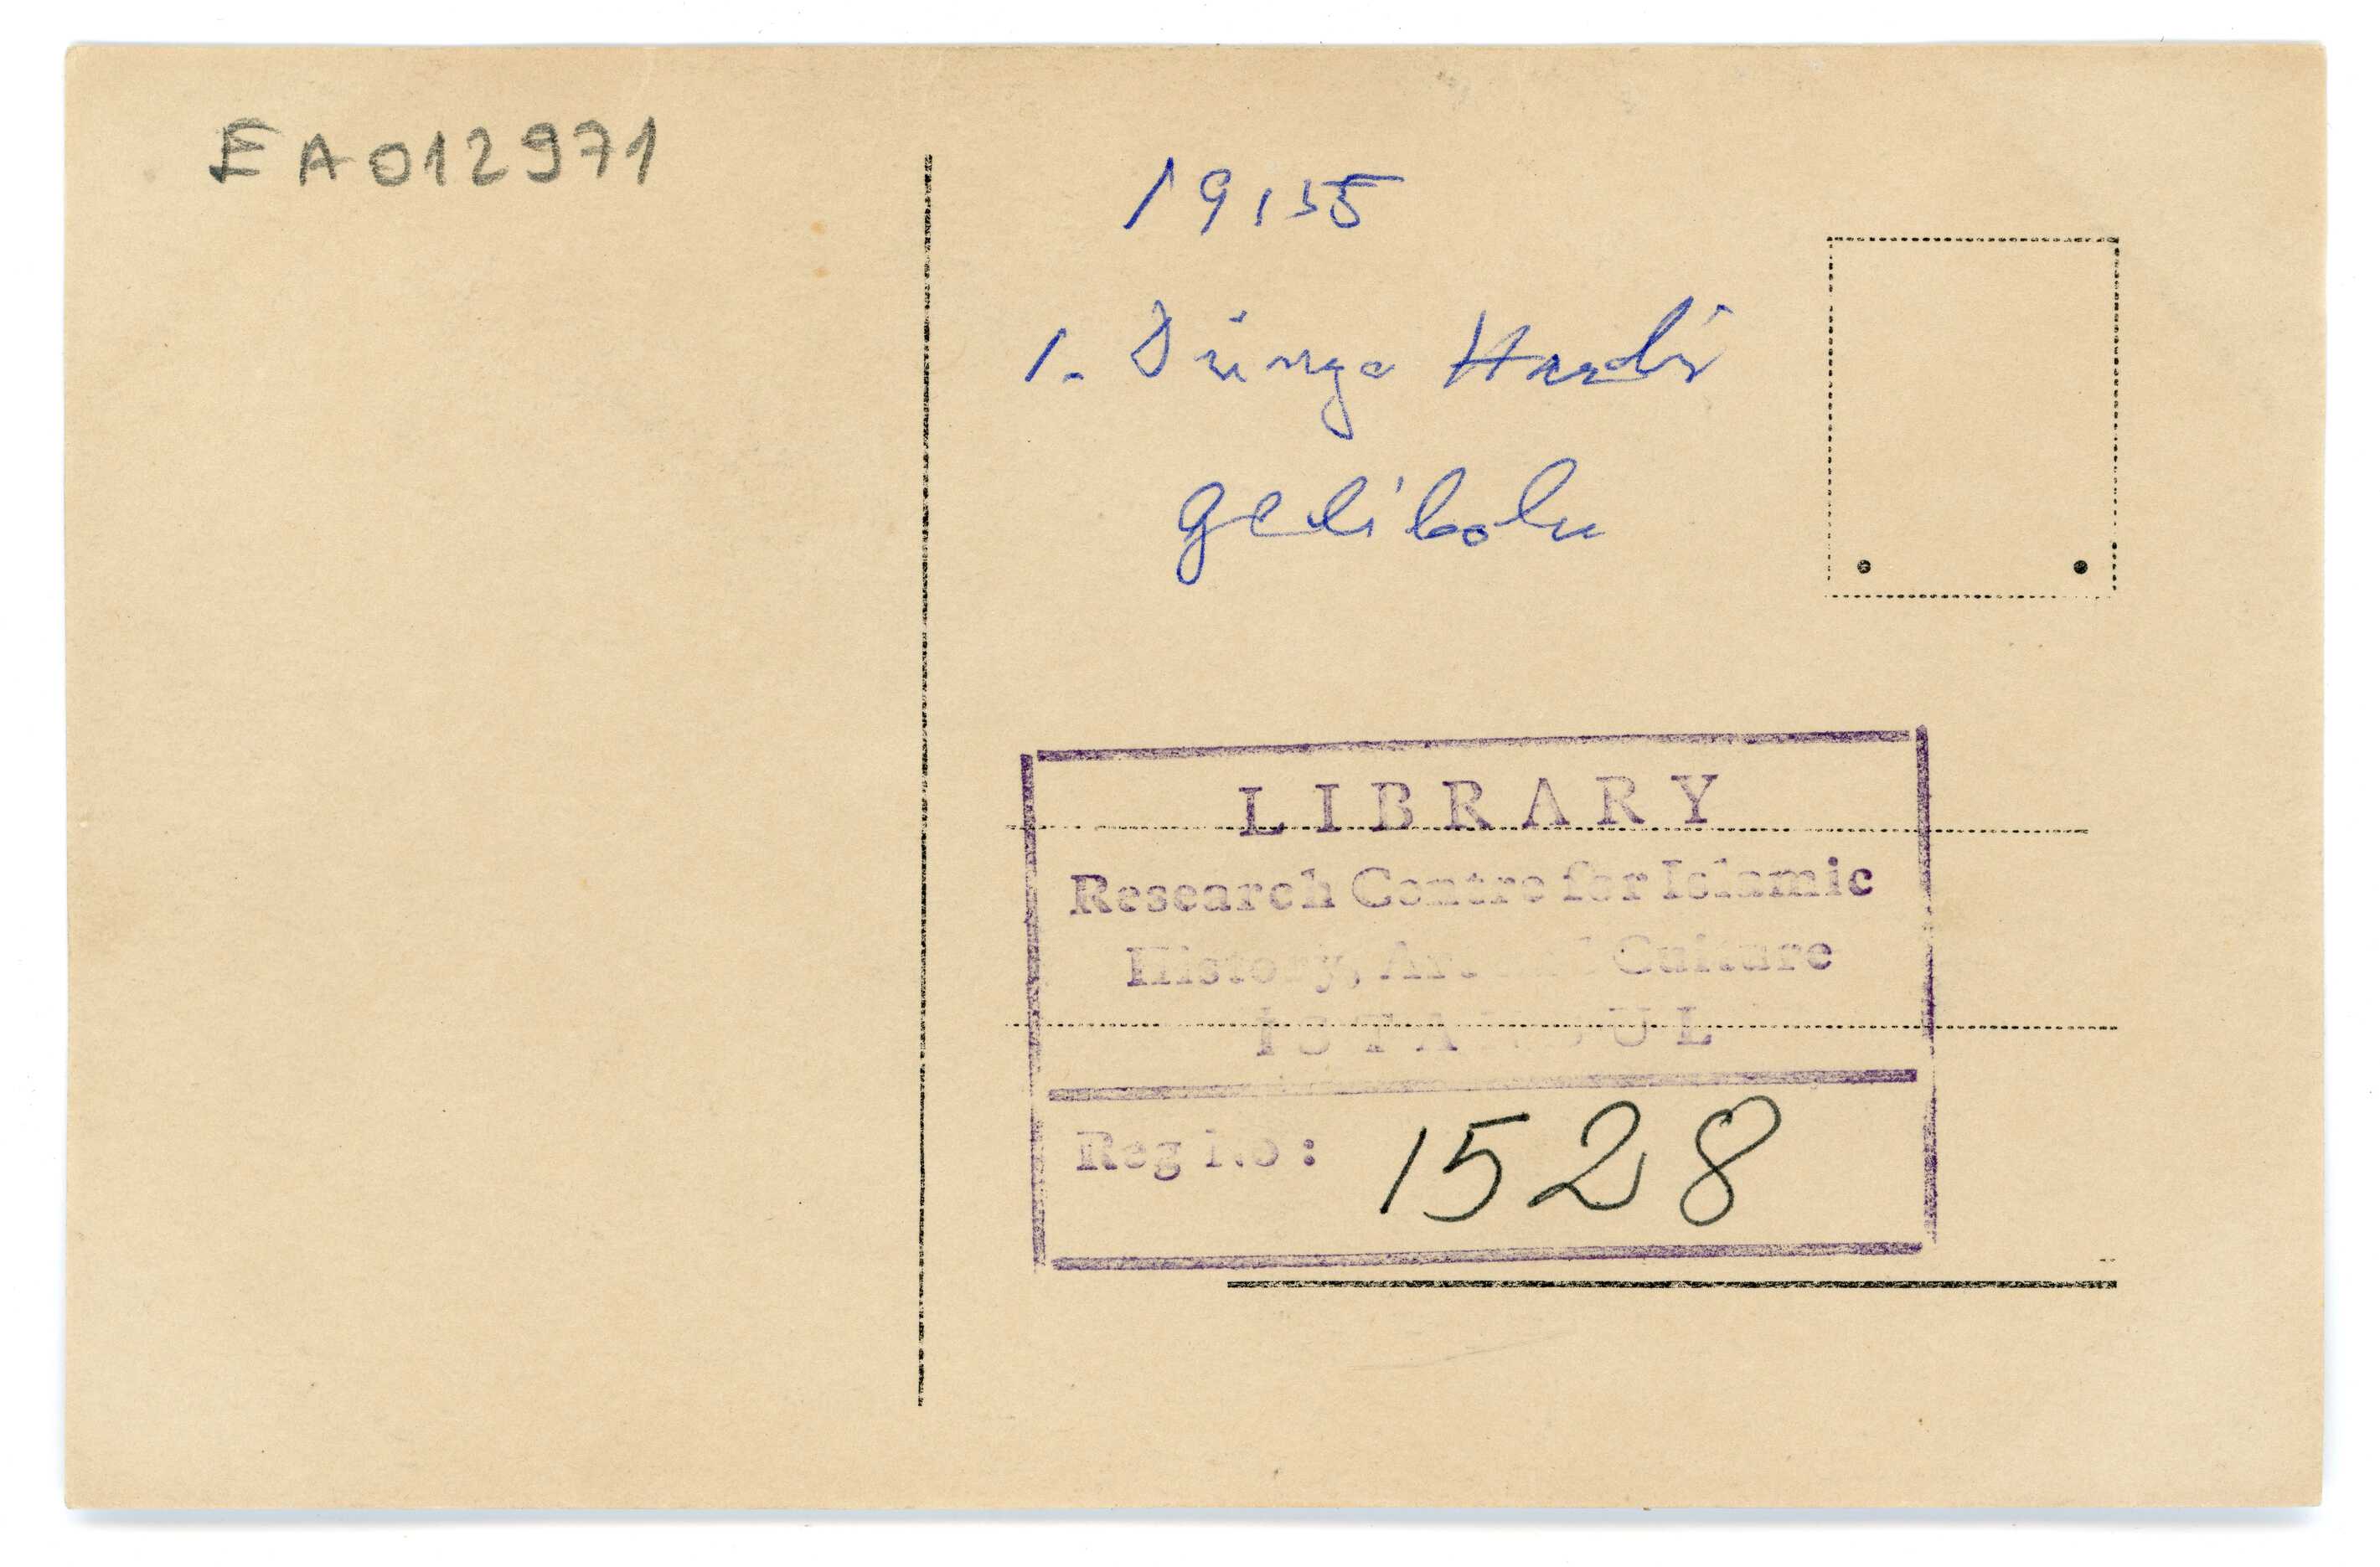 EA012971
1915
1. Dünya Harbi
Gelibolu
LIBRARY
Research Centre for Islamic
History, Art and Culture
ISTANBUL
Reg No: 1528